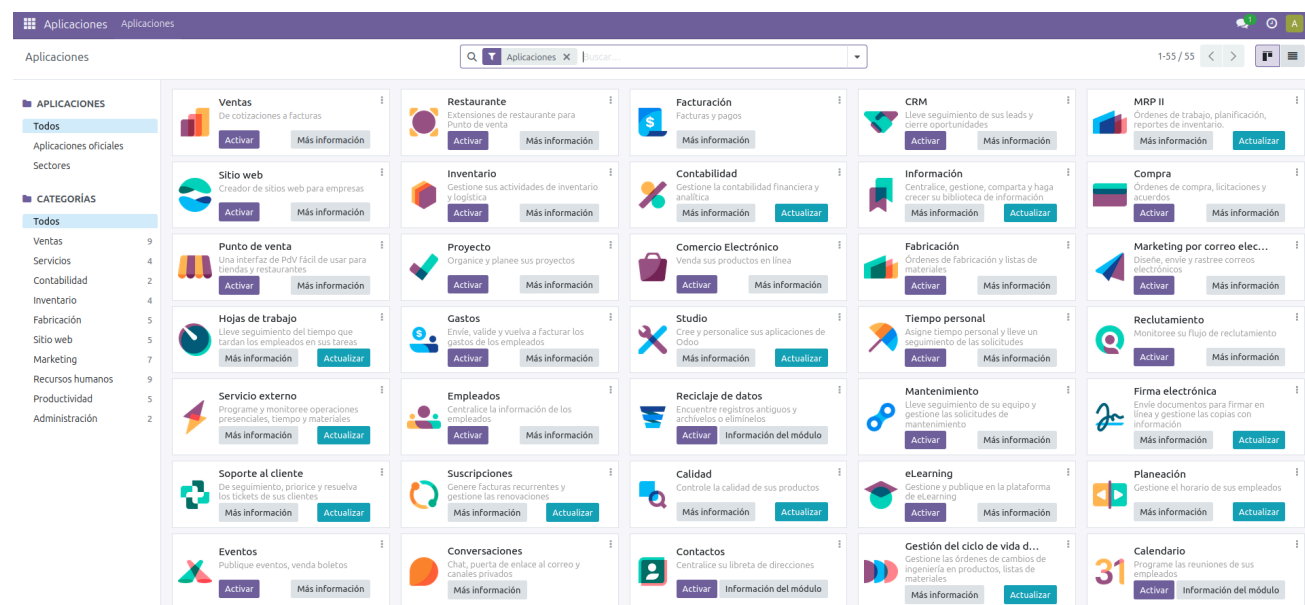 Aplicaciones Aplicaciones 1 A
Aplicaciones
Aplicaciones × Buscar...
1-55 / 55
APLICACIONES
Todos
Aplicaciones oficiales
Sectores
CATEGORÍAS
Todos
Ventas 9
Servicios 4
Contabilidad 2
Inventario 4
Fabricación 5
Sitio web 5
Marketing 7
Recursos humanos 9
Productividad 5
Administración 2
Ventas
De cotizaciones a facturas
Activar Más información
Restaurante
Extensiones de restaurante para
Punto de venta
Activar Más información
Facturación
Facturas y pagos
Más información
CRM
Lleve seguimiento de sus leads y
cierre oportunidades
Activar Más información
MRP II
Órdenes de trabajo, planificación,
reportes de inventario.
Más información Actualizar
Sitio web
Creador de sitios web para empresas
Activar Más información
Inventario
Gestione sus actividades de inventario
y logística
Activar Más información
Contabilidad
Gestione la contabilidad financiera y
analítica
Más información Actualizar
Información
Centralice, gestione, comparta y haga
crecer su biblioteca de información
Más información Actualizar
Compra
Órdenes de compra, licitaciones y
acuerdos
Activar Más información
Punto de venta
Una interfaz de PdV fácil de usar para
tiendas y restaurantes
Activar Más información
Proyecto
Organice y planee sus proyectos
Activar Más información
Comercio Electrónico
Venda sus productos en línea
Activar Más información
Fabricación
Órdenes de fabricación y listas de
materiales
Activar Más información
Marketing por correo elec...
Diseñe, envíe y rastree correos
electrónicos
Activar Más información
Hojas de trabajo
Lleve seguimiento del tiempo que
tardan los empleados en sus tareas
Más información Actualizar
Gastos
Envíe, valide y vuelva a facturar los
gastos de los empleados
Activar Más información
Studio
Cree y personalice sus aplicaciones de
Odoo
Más información Actualizar
Tiempo personal
Asigne tiempo personal y lleve un
seguimiento de las solicitudes
Activar Más información
Reclutamiento
Monitoree su flujo de reclutamiento
Activar Más información
Servicio externo
Programe y monitoree operaciones
presenciales, tiempo y materiales
Más información Actualizar
Empleados
Centralice la información de los
empleados
Activar Más información
Reciclaje de datos
Encuentre registros antiguos y
archívelos o elimínelos
Activar Información del módulo
Mantenimiento
Lleve seguimiento de su equipo y
gestione las solicitudes de
mantenimiento
Activar Más información
Firma electrónica
Envíe documentos para firmar en
línea y gestione las copias con
información
Más información Actualizar
Soporte al cliente
De seguimiento, priorice y resuelva
los tickets de sus clientes
Más información Actualizar
Suscripciones
Genere facturas recurrentes y
gestione las renovaciones
Más información Actualizar
Calidad
Controle la calidad de sus productos
Más información Actualizar
eLearning
Gestione y publique en la plataforma
de eLearning
Activar Más información
Planeación
Gestione el horario de sus empleados
Más información Actualizar
Eventos
Publique eventos, venda boletos
Activar Más información
Conversaciones
Chat, puerta de enlace al correo y
canales privados
Más información
Contactos
Centralice su libreta de direcciones
Activar Información del módulo
Gestión del ciclo de vida d...
Gestione las órdenes de cambios de
ingeniería en productos, listas de
materiales
Más información Actualizar
31
Calendario
Programe las reuniones de sus
empleados
Activar Información del módulo